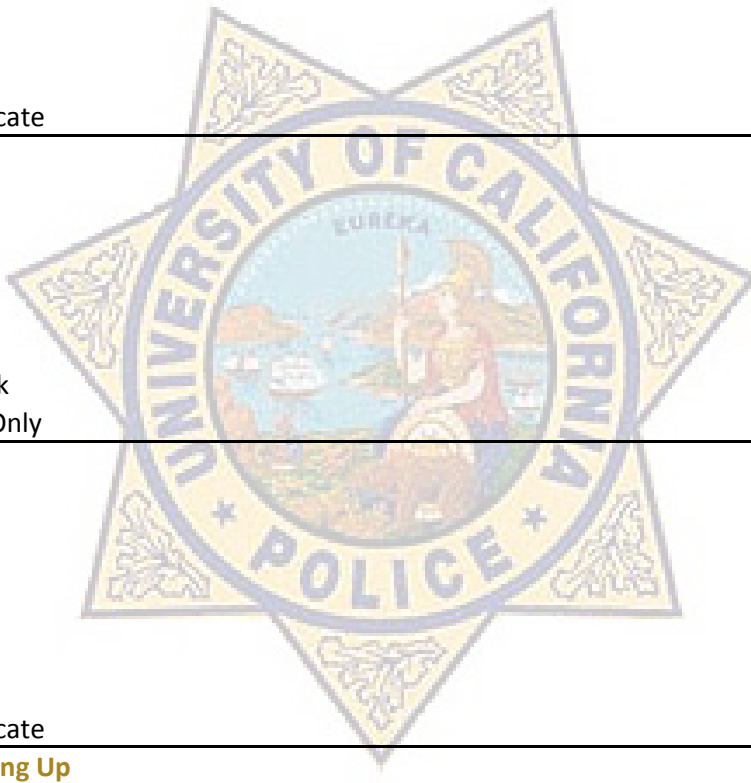 cate
UNIVERSITY OF CALIFORNIA
EUREKA
k
Only
POLICE
cate
ng Up